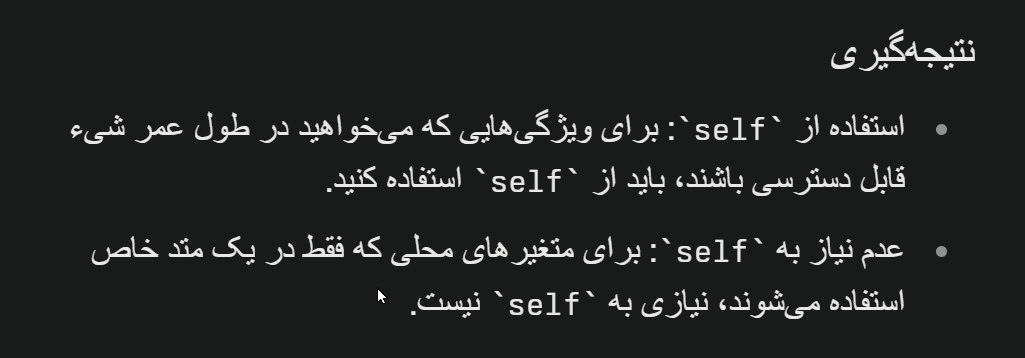 نتیجه‌گیری
استفاده از `self`: برای ویژگی‌هایی که می‌خواهید در طول عمر شیء
قابل دسترسی باشند، باید از `self` استفاده کنید.
عدم نیاز به `self`: برای متغیرهای محلی که فقط در یک متد خاص
استفاده می‌شوند، نیازی به `self` نیست.